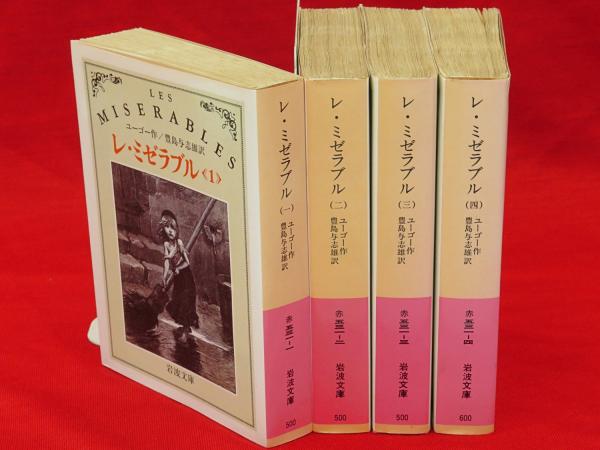 LES
MISERABLES
ユーゴー作／豊島与志雄訳
レ・ミゼラブル《1》
岩波文庫
レ・ミゼラブル(一)
ユーゴー作
豊島与志雄訳
赤 五三一-一
岩波文庫
500
レ・ミゼラブル(二)
ユーゴー作
豊島与志雄訳
赤 五三一-二
岩波文庫
500
レ・ミゼラブル(三)
ユーゴー作
豊島与志雄訳
赤 五三一-三
岩波文庫
500
レ・ミゼラブル(四)
ユーゴー作
豊島与志雄訳
赤 五三一-四
岩波文庫
600